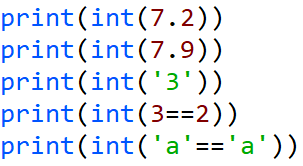 print(int(7.2))
print(int(7.9))
print(int('3'))
print(int(3==2))
print(int('a'=='a'))